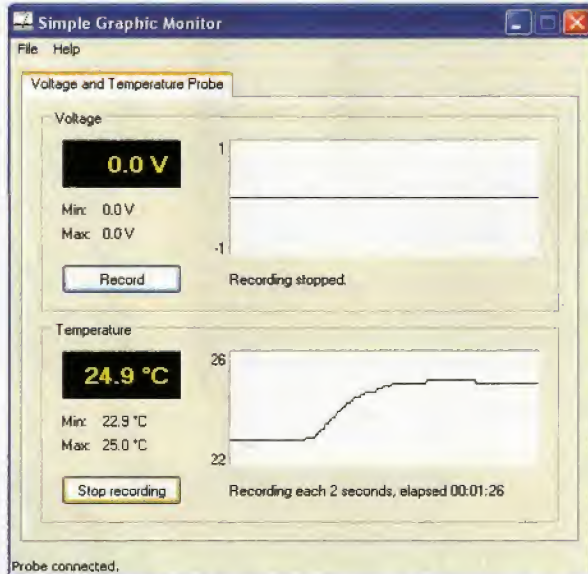 Simple Graphic Monitor
File Help
Voltage and Temperature Probe
Voltage
0.0 V
Min: 0.0 V
Max: 0.0 V
1
-1
Record
Recording stopped.
Temperature
24.9 °C
Min: 22.9 °C
Max: 25.0 °C
26
22
Stop recording
Recording each 2 seconds, elapsed 00:01:26
Probe connected.